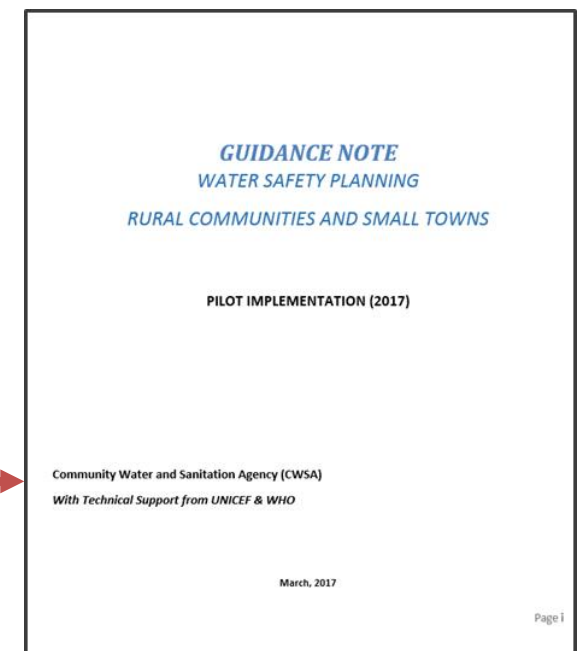 GUIDANCE NOTE
WATER SAFETY PLANNING
RURAL COMMUNITIES AND SMALL TOWNS
PILOT IMPLEMENTATION (2017)
Community Water and Sanitation Agency (CWSA)
With Technical Support from UNICEF & WHO
March, 2017
Page i